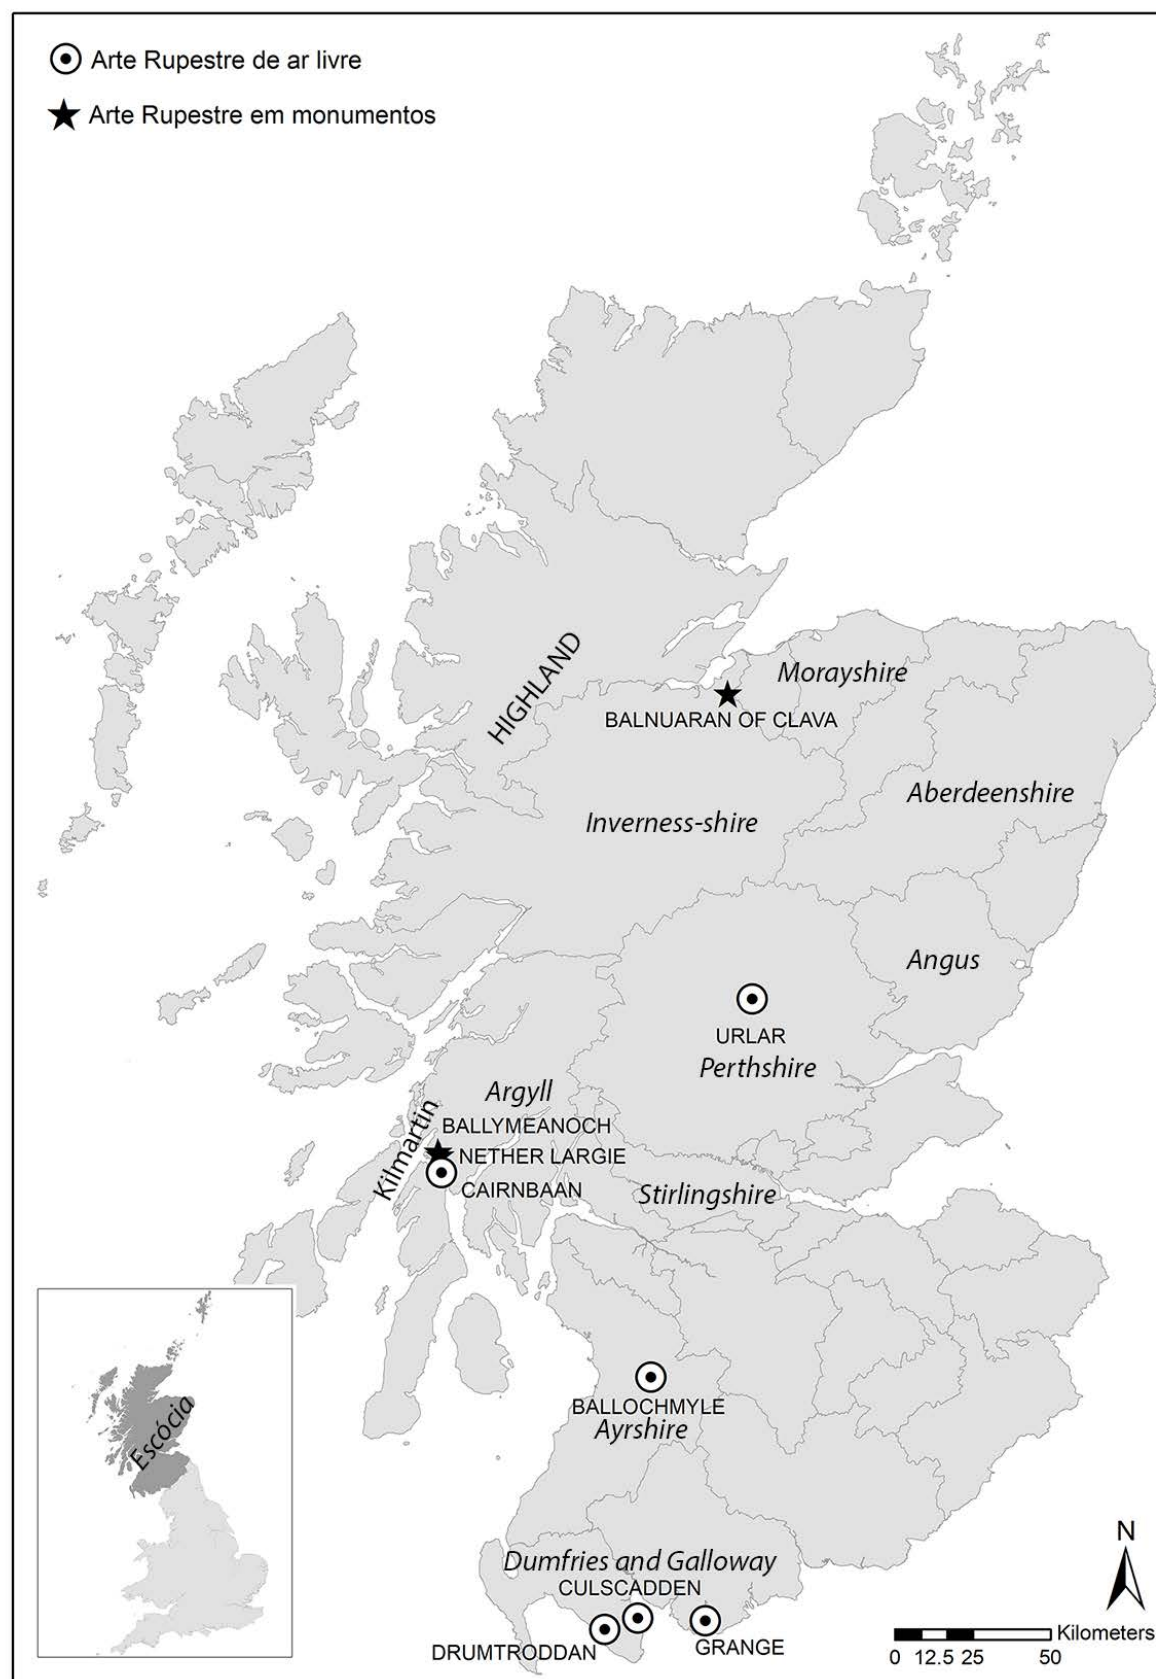 Arte Rupestre de ar livre
Arte Rupestre em monumentos
HIGHLAND
Morayshire
BALNUARAN OF CLAVA
Aberdeenshire
Inverness-shire
Angus
URLAR
Perthshire
Argyll
Kilmartin
BALLYMEANOCH
NETHER LARGIE
CAIRNBAAN
Stirlingshire
BALLOCHMYLE
Ayrshire
Escócia
Dumfries and Galloway
CULSCADDEN
DRUMTRODDAN
GRANGE
N
Kilometers
0 12.5 25 50